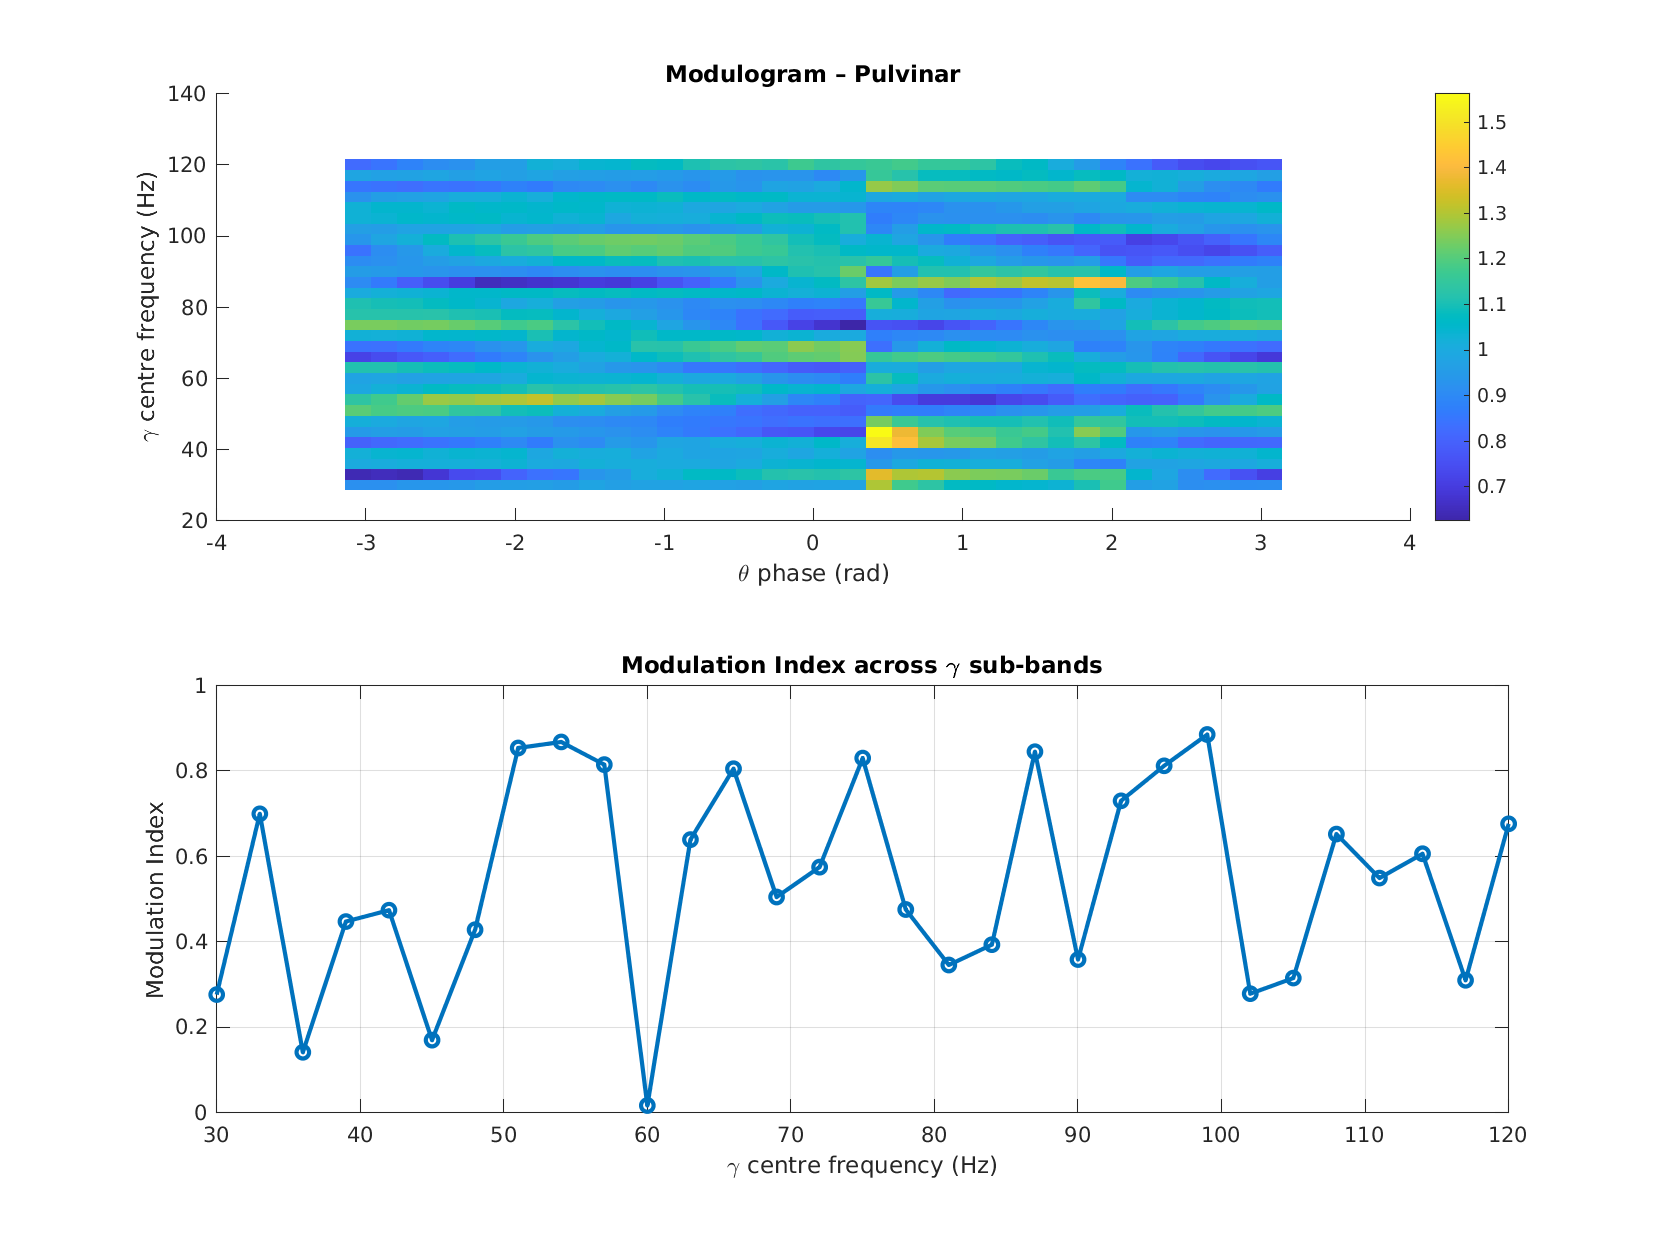 Modulogram – Pulvinar
γ centre frequency (Hz)
140
120
100
80
60
40
20
-4 -3 -2 -1 0 1 2 3 4
θ phase (rad)
1.5
1.4
1.3
1.2
1.1
1
0.9
0.8
0.7
Modulation Index across γ sub-bands
Modulation Index
1
0.8
0.6
0.4
0.2
0
30 40 50 60 70 80 90 100 110 120
γ centre frequency (Hz)